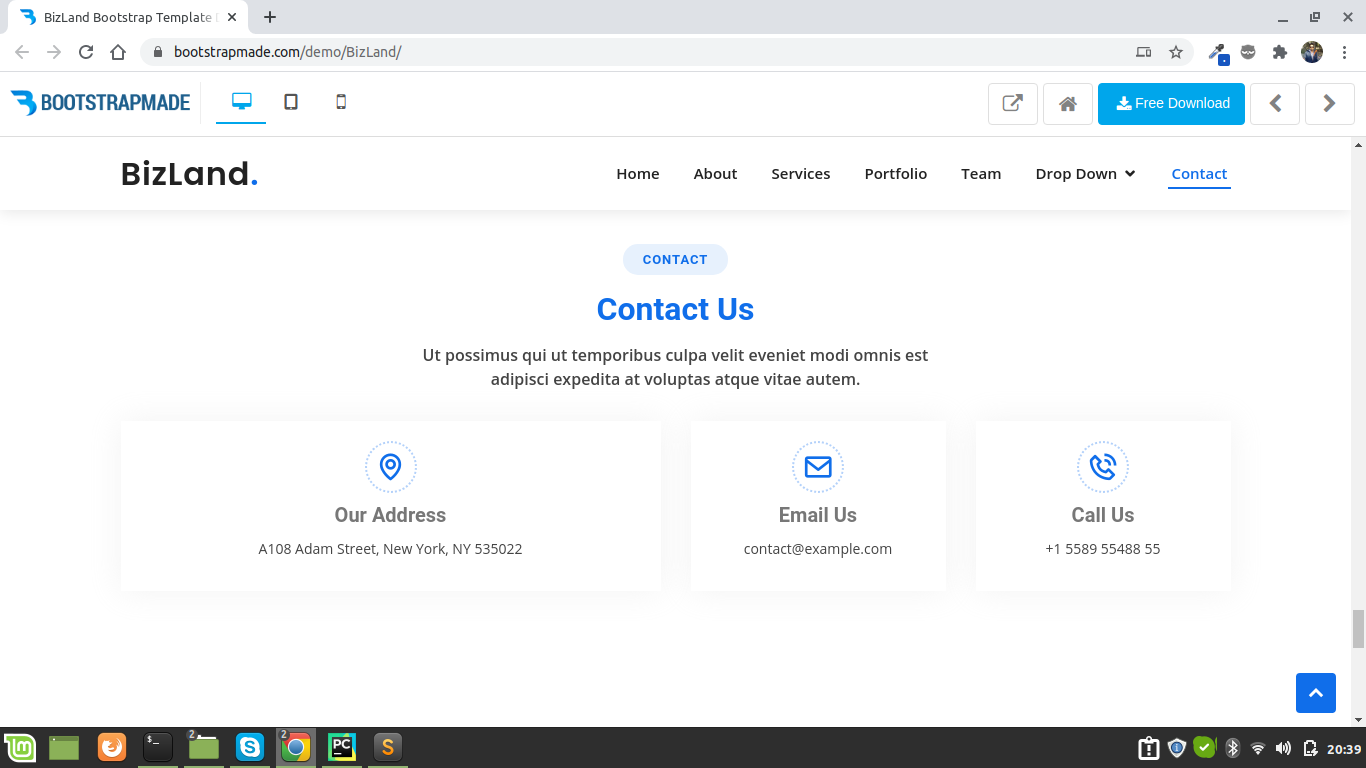 BizLand Bootstrap Template
bootstrapmade.com/demo/BizLand/
BOOTSTRAPMADE
Free Download
BizLand.
Home About Services Portfolio Team Drop Down Contact
CONTACT
Contact Us
Ut possimus qui ut temporibus culpa velit eveniet modi omnis est
adipisci expedita at voluptas atque vitae autem.
Our Address Email Us Call Us
A108 Adam Street, New York, NY 535022 contact@example.com +1 5589 55488 55
2 2 PC S
20:39